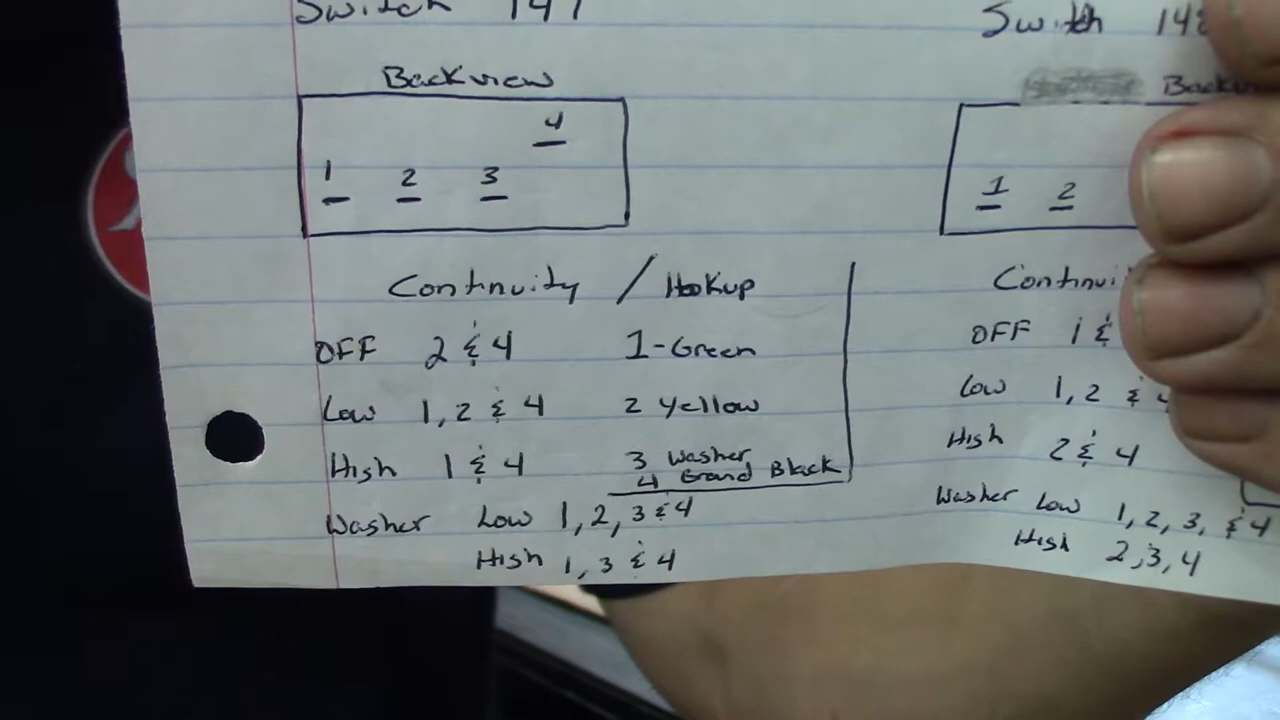 Switch 147
Backview
4
1 2 3
Continuity / Hookup
OFF 2 & 4 1-Green
Low 1, 2 & 4 2 Yellow
High 1 & 4 3 Washer
4 Grand Black
Washer Low 1, 2, 3 & 4
High 1, 3 & 4
Switch
1 2
OFF 1 &
Low 1, 2 &
High 2 & 4
Washer Low 1, 2, 3, & 4
High 2, 3, 4